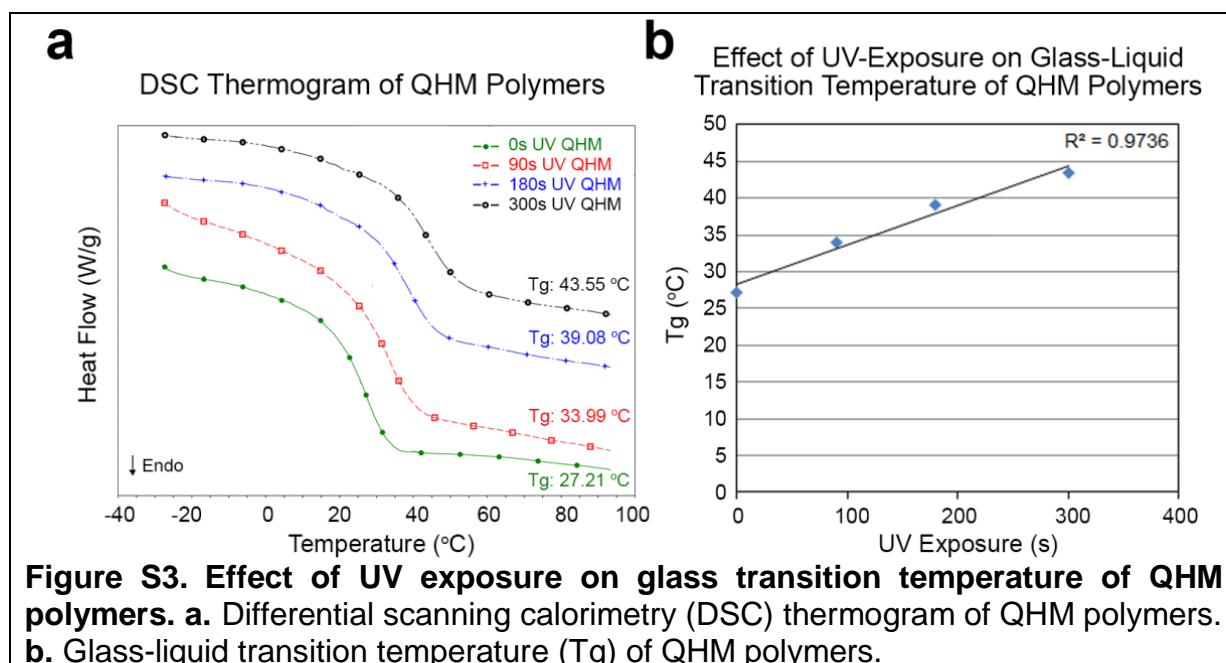 a
DSC Thermogram of QHM Polymers
0s UV QHM
90s UV QHM
180s UV QHM
300s UV QHM
Tg: 43.55 °C
Tg: 39.08 °C
Tg: 33.99 °C
Tg: 27.21 °C
Endo
Heat Flow (W/g)
-40 -20 0 20 40 60 80 100
Temperature (°C)
b
Effect of UV-Exposure on Glass-Liquid
Transition Temperature of QHM Polymers
R² = 0.9736
50
45
40
35
30
25
20
15
10
5
0
Tg (°C)
0 100 200 300 400
UV Exposure (s)
Figure S3. Effect of UV exposure on glass transition temperature of QHM
polymers. a. Differential scanning calorimetry (DSC) thermogram of QHM polymers.
b. Glass-liquid transition temperature (Tg) of QHM polymers.